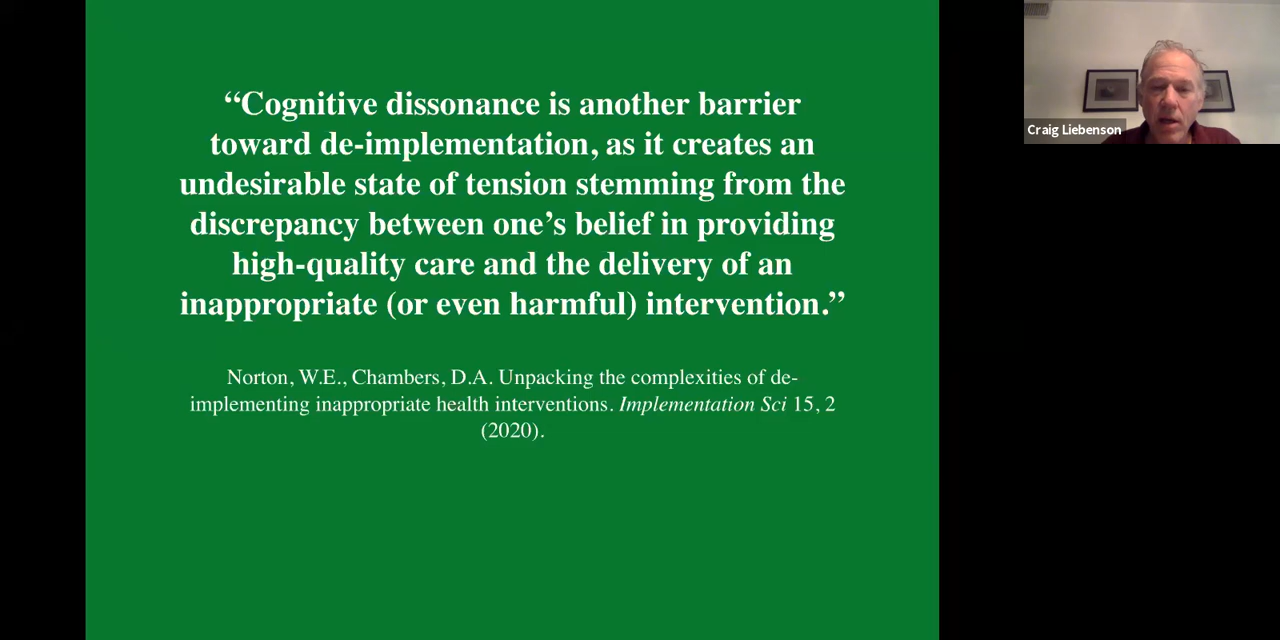 “Cognitive dissonance is another barrier
toward de-implementation, as it creates an
undesirable state of tension stemming from the
discrepancy between one’s belief in providing
high-quality care and the delivery of an
inappropriate (or even harmful) intervention.”
Norton, W.E., Chambers, D.A. Unpacking the complexities of de-
implementing inappropriate health interventions. Implementation Sci 15, 2
(2020).
Craig Liebenson